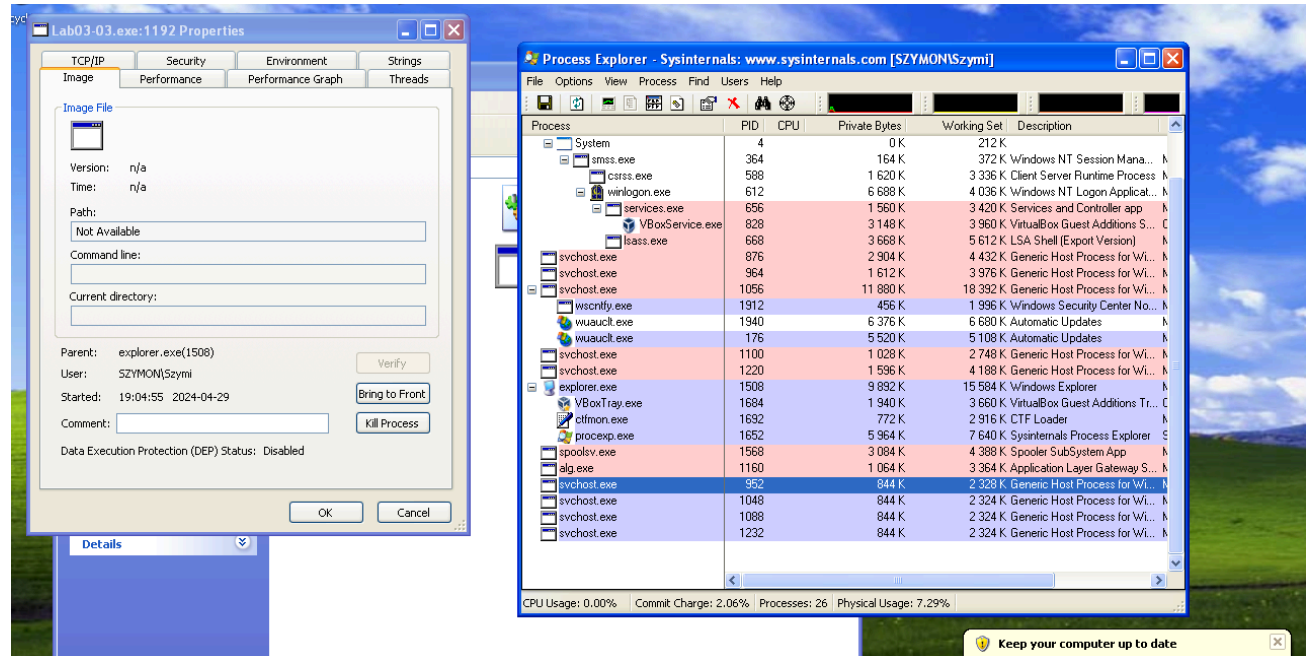 Lab03-03.exe:1192 Properties
TCP/IP Security Environment Strings
Image Performance Performance Graph Threads
Image File
Version: n/a
Time: n/a
Path:
Not Available
Command line:
Current directory:
Parent: explorer.exe(1508)
Verify
User: SZYMON\Szymi
Started: 19:04:55 2024-04-29
Bring to Front
Comment:
Kill Process
Data Execution Protection (DEP) Status: Disabled
OK Cancel
Details
Process Explorer - Sysinternals: www.sysinternals.com [SZYMON\Szymi]
File Options View Process Find Users Help
Process PID CPU Private Bytes Working Set Description
System 4 0 K 212 K
smss.exe 364 164 K 372 K Windows NT Session Mana...
csrss.exe 588 1 620 K 3 336 K Client Server Runtime Process
winlogon.exe 612 6 688 K 4 036 K Windows NT Logon Applicat...
services.exe 656 1 560 K 3 420 K Services and Controller app
VBoxService.exe 828 3 148 K 3 960 K VirtualBox Guest Additions S...
lsass.exe 668 3 668 K 5 612 K LSA Shell (Export Version)
svchost.exe 876 2 904 K 4 432 K Generic Host Process for Wi...
svchost.exe 964 1 612 K 3 976 K Generic Host Process for Wi...
svchost.exe 1056 11 880 K 18 392 K Generic Host Process for Wi...
wscntfy.exe 1912 456 K 1 996 K Windows Security Center No...
wuauclt.exe 1940 6 376 K 6 680 K Automatic Updates
wuauclt.exe 176 5 520 K 5 108 K Automatic Updates
svchost.exe 1100 1 028 K 2 748 K Generic Host Process for Wi...
svchost.exe 1220 1 596 K 4 188 K Generic Host Process for Wi...
explorer.exe 1508 9 892 K 15 584 K Windows Explorer
VBoxTray.exe 1684 1 940 K 3 660 K VirtualBox Guest Additions Tr...
ctfmon.exe 1692 772 K 2 916 K CTF Loader
procexp.exe 1652 5 964 K 7 640 K Sysinternals Process Explorer
spoolsv.exe 1568 3 084 K 4 388 K Spooler SubSystem App
alg.exe 1160 1 064 K 3 364 K Application Layer Gateway S...
svchost.exe 952 844 K 2 328 K Generic Host Process for Wi...
svchost.exe 1048 844 K 2 324 K Generic Host Process for Wi...
svchost.exe 1088 844 K 2 324 K Generic Host Process for Wi...
svchost.exe 1232 844 K 2 324 K Generic Host Process for Wi...
CPU Usage: 0.00% Commit Charge: 2.06% Processes: 26 Physical Usage: 7.29%
Keep your computer up to date